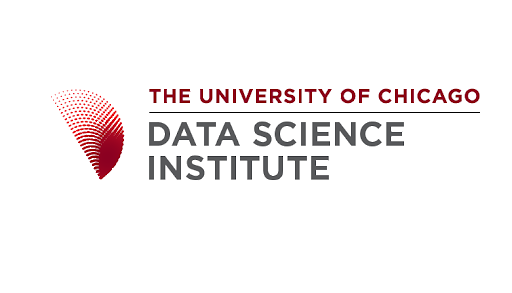 THE UNIVERSITY OF CHICAGO
DATA SCIENCE
INSTITUTE